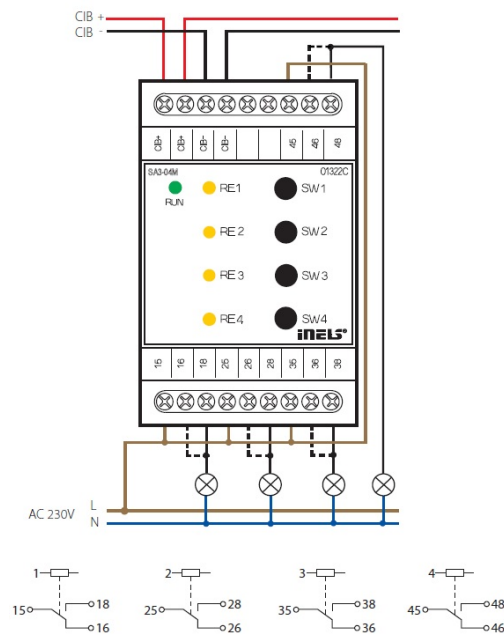 CIB +
CIB -
CIB+ CIB+ CIB- CIB- 45 46 48
SA3-04M 01322C
RUN RE1 SW1
RE2 SW2
RE3 SW3
RE4 SW4
iNELS®
15 16 18 25 26 28 35 36 38
AC 230V L
N
1 2 3 4
15 18 25 28 35 38 45 48
16 26 36 46